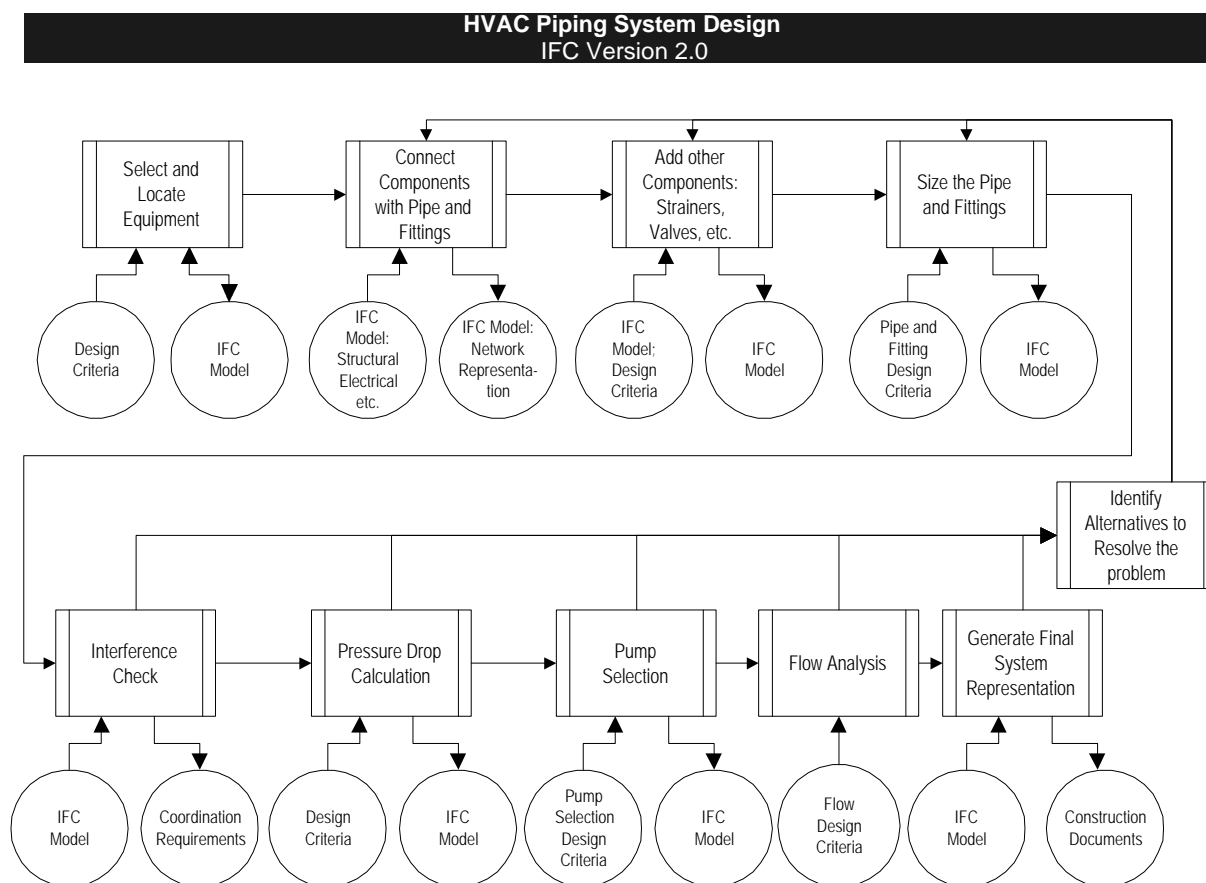 HVAC Piping System Design
IFC Version 2.0
Select and
Locate
Equipment
Connect
Components
with Pipe and
Fittings
Add other
Components:
Strainers,
Valves, etc.
Size the Pipe
and Fittings
Design
Criteria
IFC
Model
IFC
Model:
Structural
Electrical
etc.
IFC Model:
Network
Representa-
tion
IFC
Model;
Design
Criteria
IFC
Model
Pipe and
Fitting
Design
Criteria
IFC
Model
Identify
Alternatives to
Resolve the
problem
Interference
Check
Pressure Drop
Calculation
Pump
Selection
Flow Analysis
Generate Final
System
Representation
IFC
Model
Coordination
Requirements
Design
Criteria
IFC
Model
Pump
Selection
Design
Criteria
IFC
Model
Flow
Design
Criteria
IFC
Model
Construction
Documents